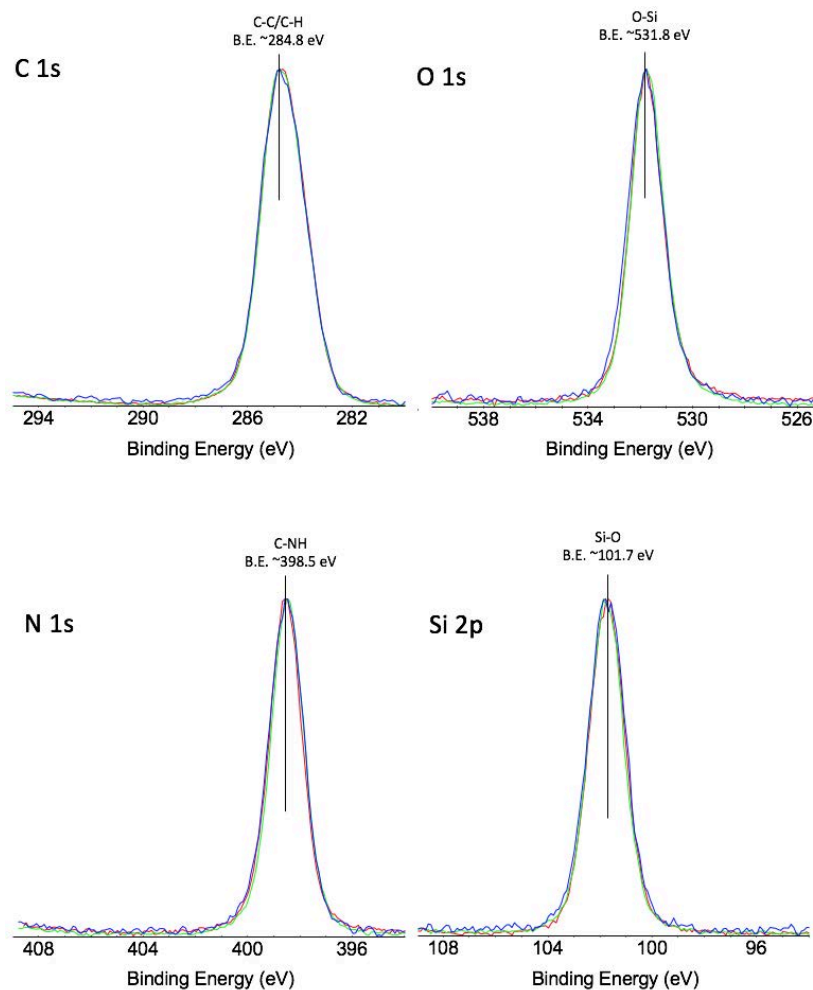 C-C/C-H
B.E. ~284.8 eV
C 1s
294 290 286 282
Binding Energy (eV)
O-Si
B.E. ~531.8 eV
O 1s
538 534 530 526
Binding Energy (eV)
C-NH
B.E. ~398.5 eV
N 1s
408 404 400 396
Binding Energy (eV)
Si-O
B.E. ~101.7 eV
Si 2p
108 104 100 96
Binding Energy (eV)